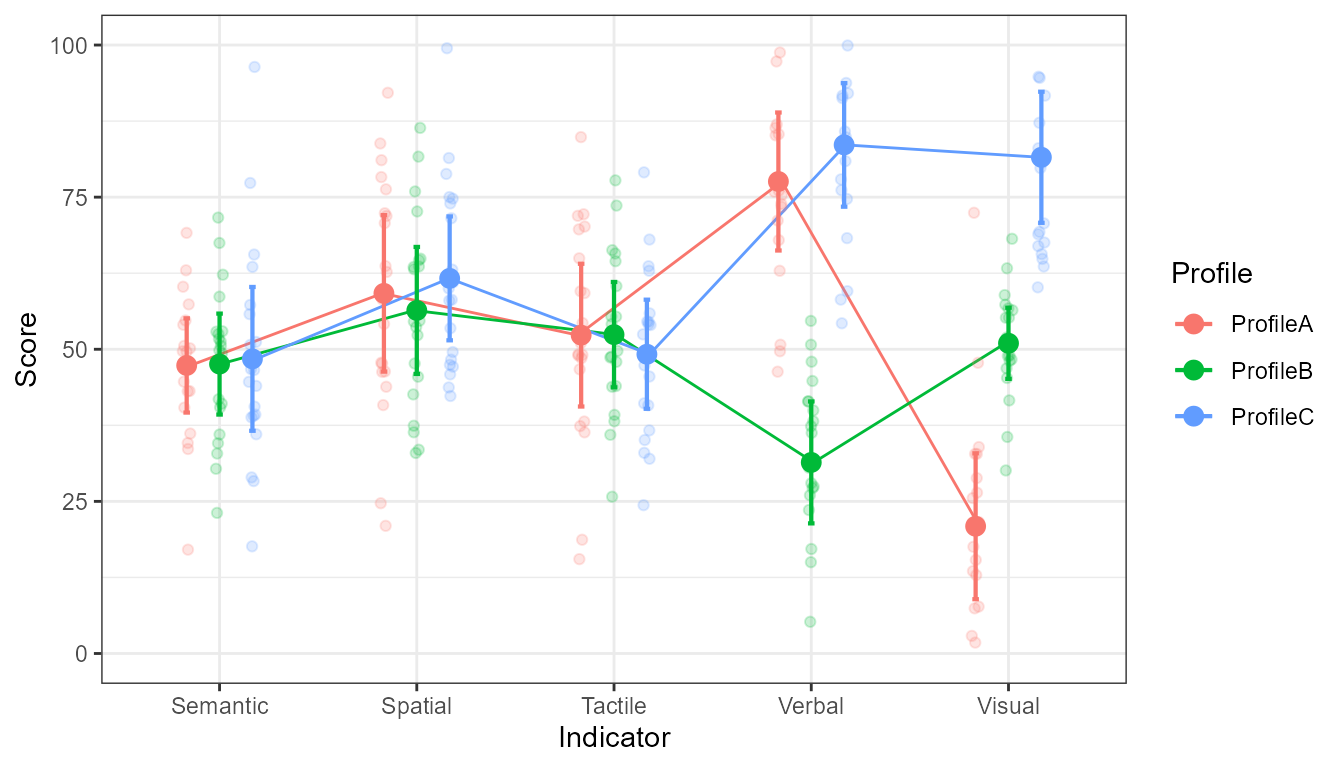 100
75
50
25
0
Score
Semantic
Spatial
Tactile
Verbal
Visual
Indicator
Profile
ProfileA
ProfileB
ProfileC